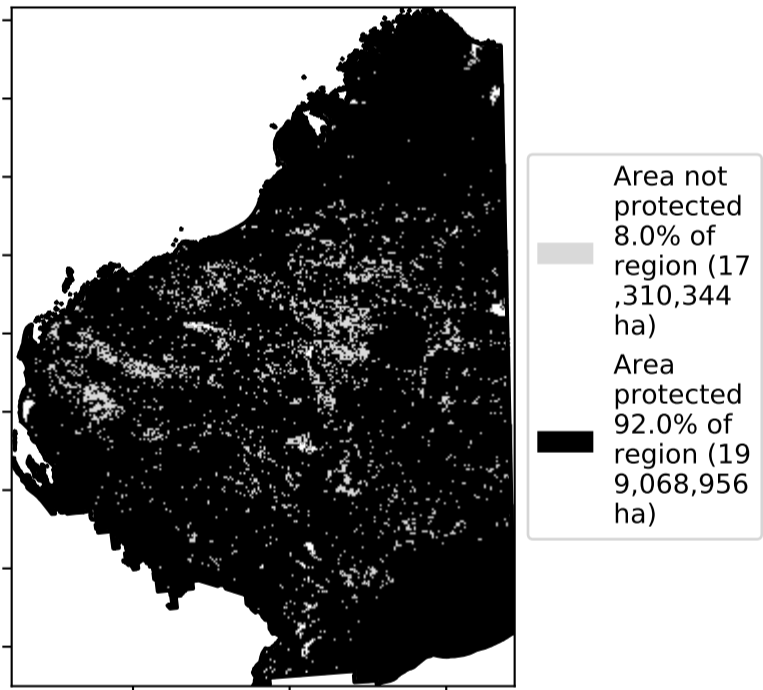 Area not
protected
8.0% of
region (17
,310,344
ha)
Area
protected
92.0% of
region (19
9,068,956
ha)